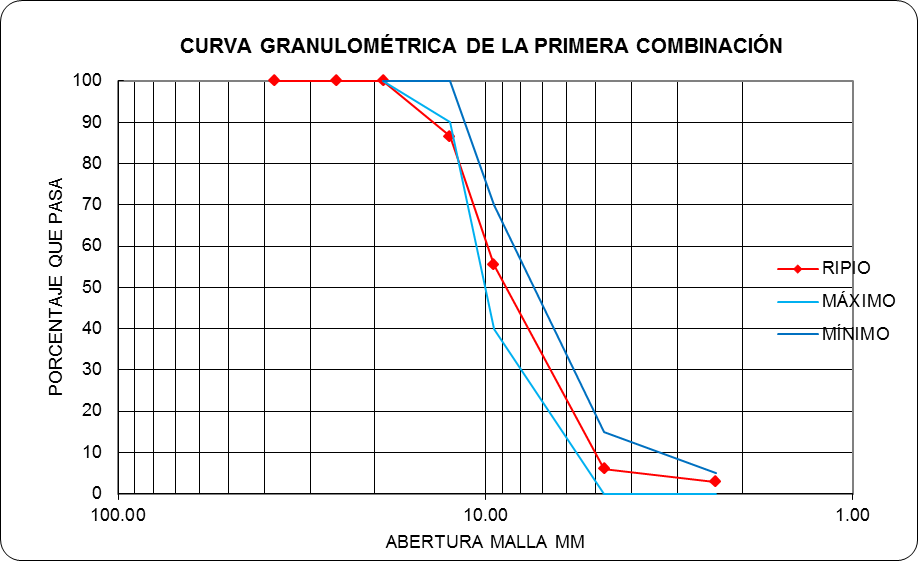 CURVA GRANULOMÉTRICA DE LA PRIMERA COMBINACIÓN
100
90
80
70
60
50
40
30
20
10
0
PORCENTAJE QUE PASA
RIPIO
MÁXIMO
MÍNIMO
100.00 10.00 1.00
ABERTURA MALLA MM